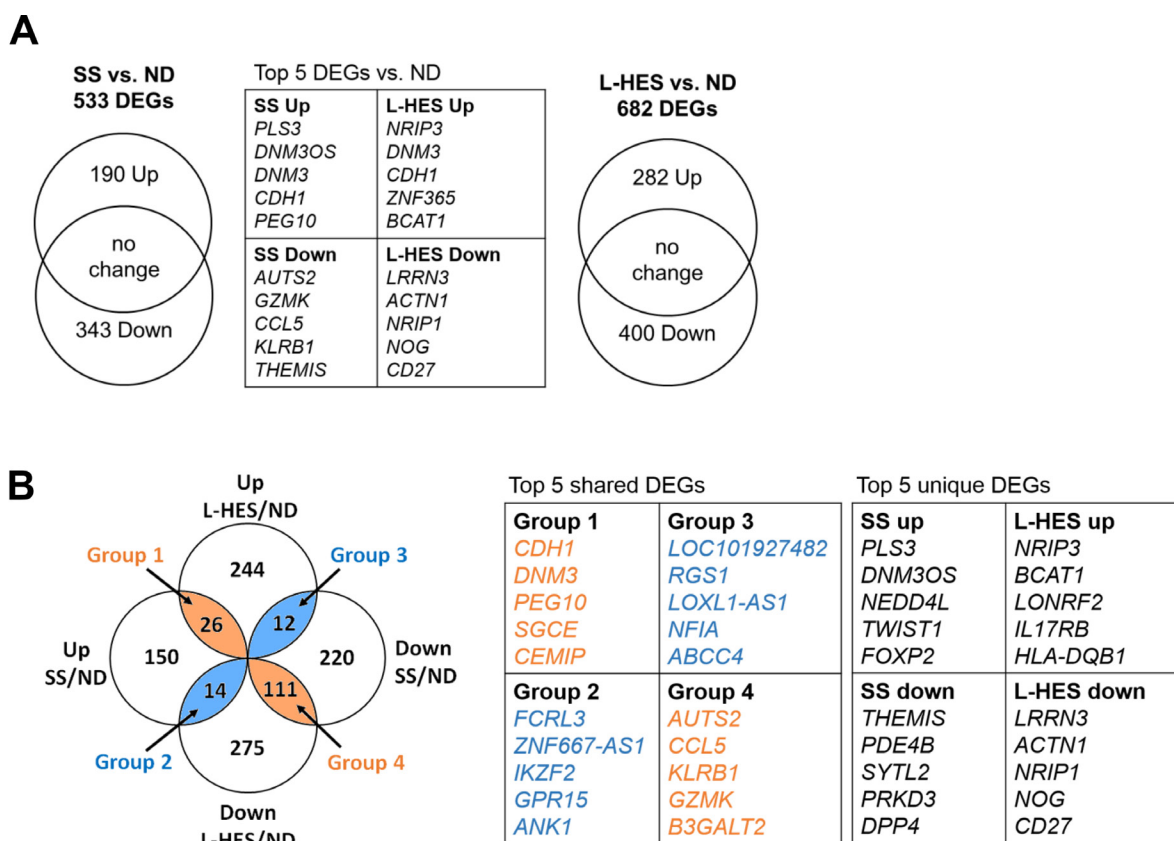 A
SS vs. ND
533 DEGs
190 Up
no
change
343 Down
Top 5 DEGs vs. ND
SS Up
PLS3
DNM3OS
DNM3
CDH1
PEG10
L-HES Up
NRIP3
DNM3
CDH1
ZNF365
BCAT1
SS Down
AUTS2
GZMK
CCL5
KLRB1
THEMIS
L-HES Down
LRRN3
ACTN1
NRIP1
NOG
CD27
L-HES vs. ND
682 DEGs
282 Up
no
change
400 Down
B
Up
L-HES/ND
Group 1
Group 3
244
26
12
Up
SS/ND
150
220
Down
SS/ND
14
111
Group 2
275
Group 4
Down
L-HES/ND
Top 5 shared DEGs
Group 1
CDH1
DNM3
PEG10
SGCE
CEMIP
Group 3
LOC101927482
RGS1
LOXL1-AS1
NFIA
ABCC4
Group 2
FCRL3
ZNF667-AS1
IKZF2
GPR15
ANK1
Group 4
AUTS2
CCL5
KLRB1
GZMK
B3GALT2
Top 5 unique DEGs
SS up
PLS3
DNM3OS
NEDD4L
TWIST1
FOXP2
L-HES up
NRIP3
BCAT1
LONRF2
IL17RB
HLA-DQB1
SS down
THEMIS
PDE4B
SYTL2
PRKD3
DPP4
L-HES down
LRRN3
ACTN1
NRIP1
NOG
CD27